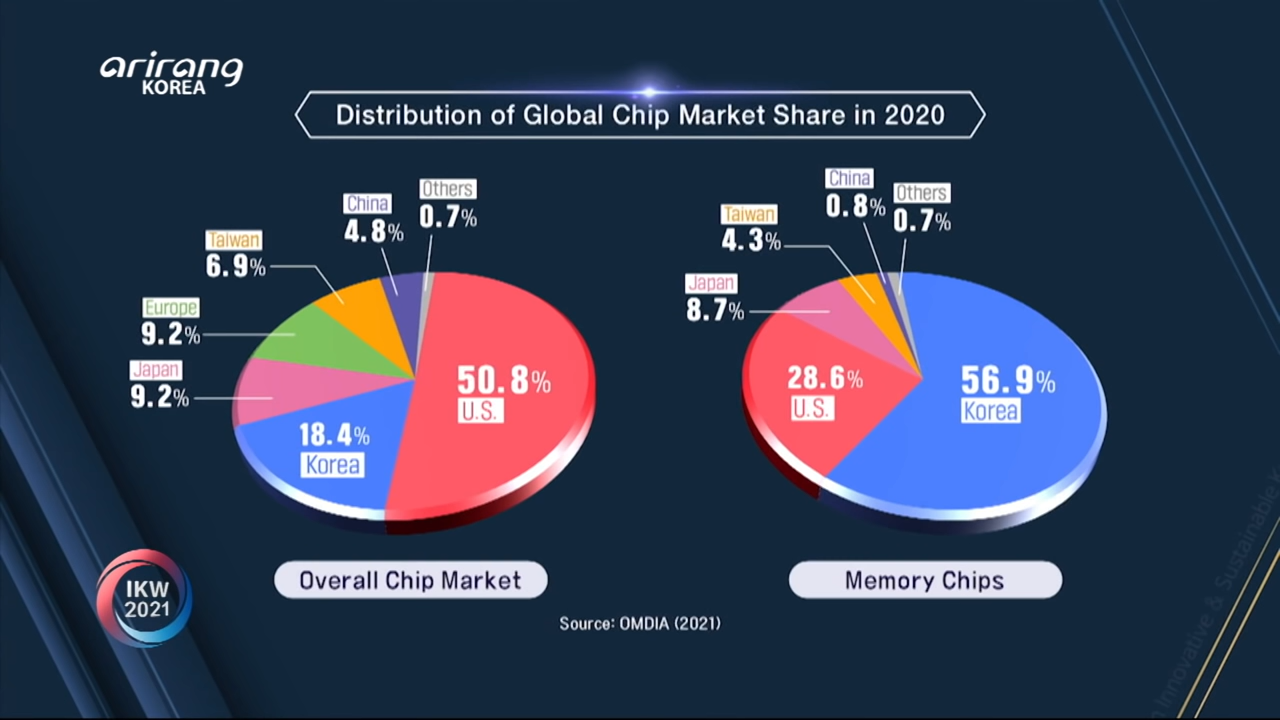 arirang
KOREA
Distribution of Global Chip Market Share in 2020
Others
0.7%
China
4.8%
Taiwan
6.9%
Europe
9.2%
Japan
9.2%
50.8%
U.S.
18.4%
Korea
Overall Chip Market
China
0.8%
Others
0.7%
Taiwan
4.3%
Japan
8.7%
28.6%
U.S.
56.9%
Korea
Memory Chips
Source: OMDIA (2021)
IKW
2021
Innovative & Sustainable